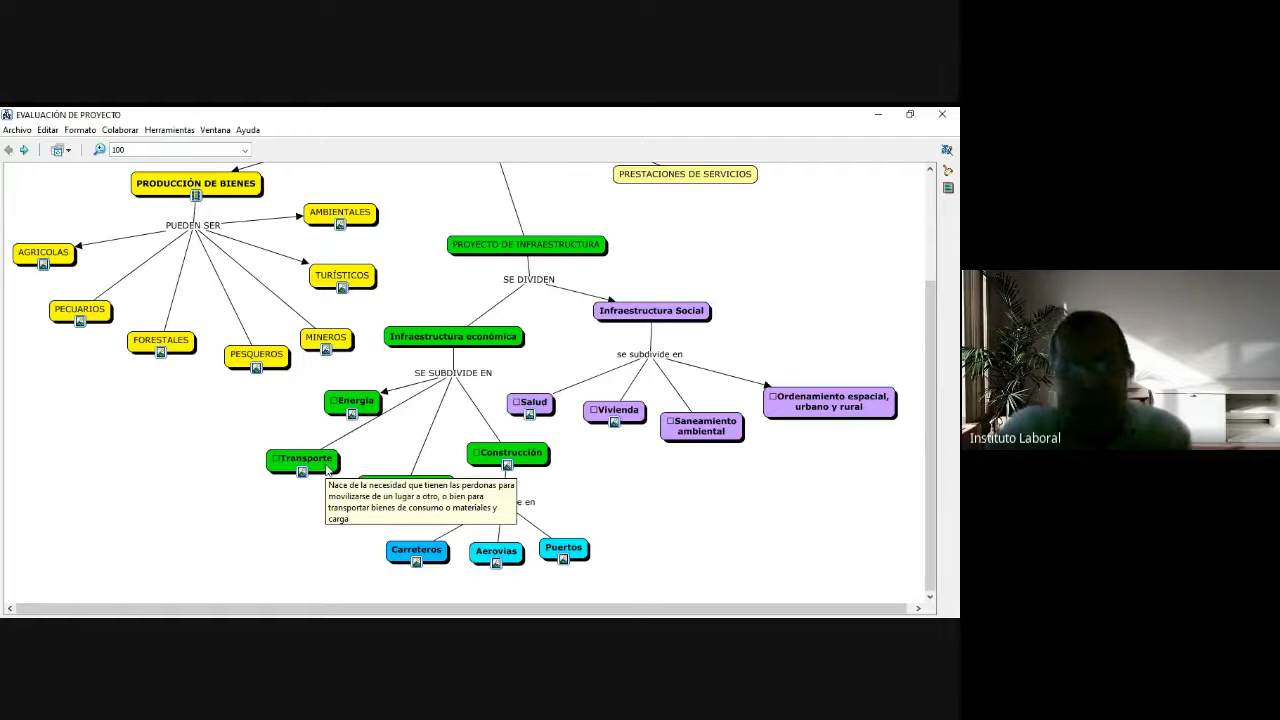 EVALUACIÓN DE PROYECTO
Archivo Editar Formato Colaborar Herramientas Ventana Ayuda
100
PRESTACIONES DE SERVICIOS
PRODUCCIÓN DE BIENES
PUEDEN SER
AMBIENTALES
AGRICOLAS
TURÍSTICOS
PECUARIOS
FORESTALES
PESQUEROS
MINEROS
PROYECTO DE INFRAESTRUCTURA
SE DIVIDEN
Infraestructura económica
Infraestructura Social
SE SUBDIVIDE EN
se subdivide en
Energía
Transporte
Construcción
Salud
Vivienda
Saneamiento
ambiental
Ordenamiento espacial,
urbano y rural
Nace de la necesidad que tienen las perdonas para
movilizarse de un lugar a otro, o bien para
transportar bienes de consumo o materiales y
carga
e en
Carreteros
Aerovias
Puertos
Instituto Laboral